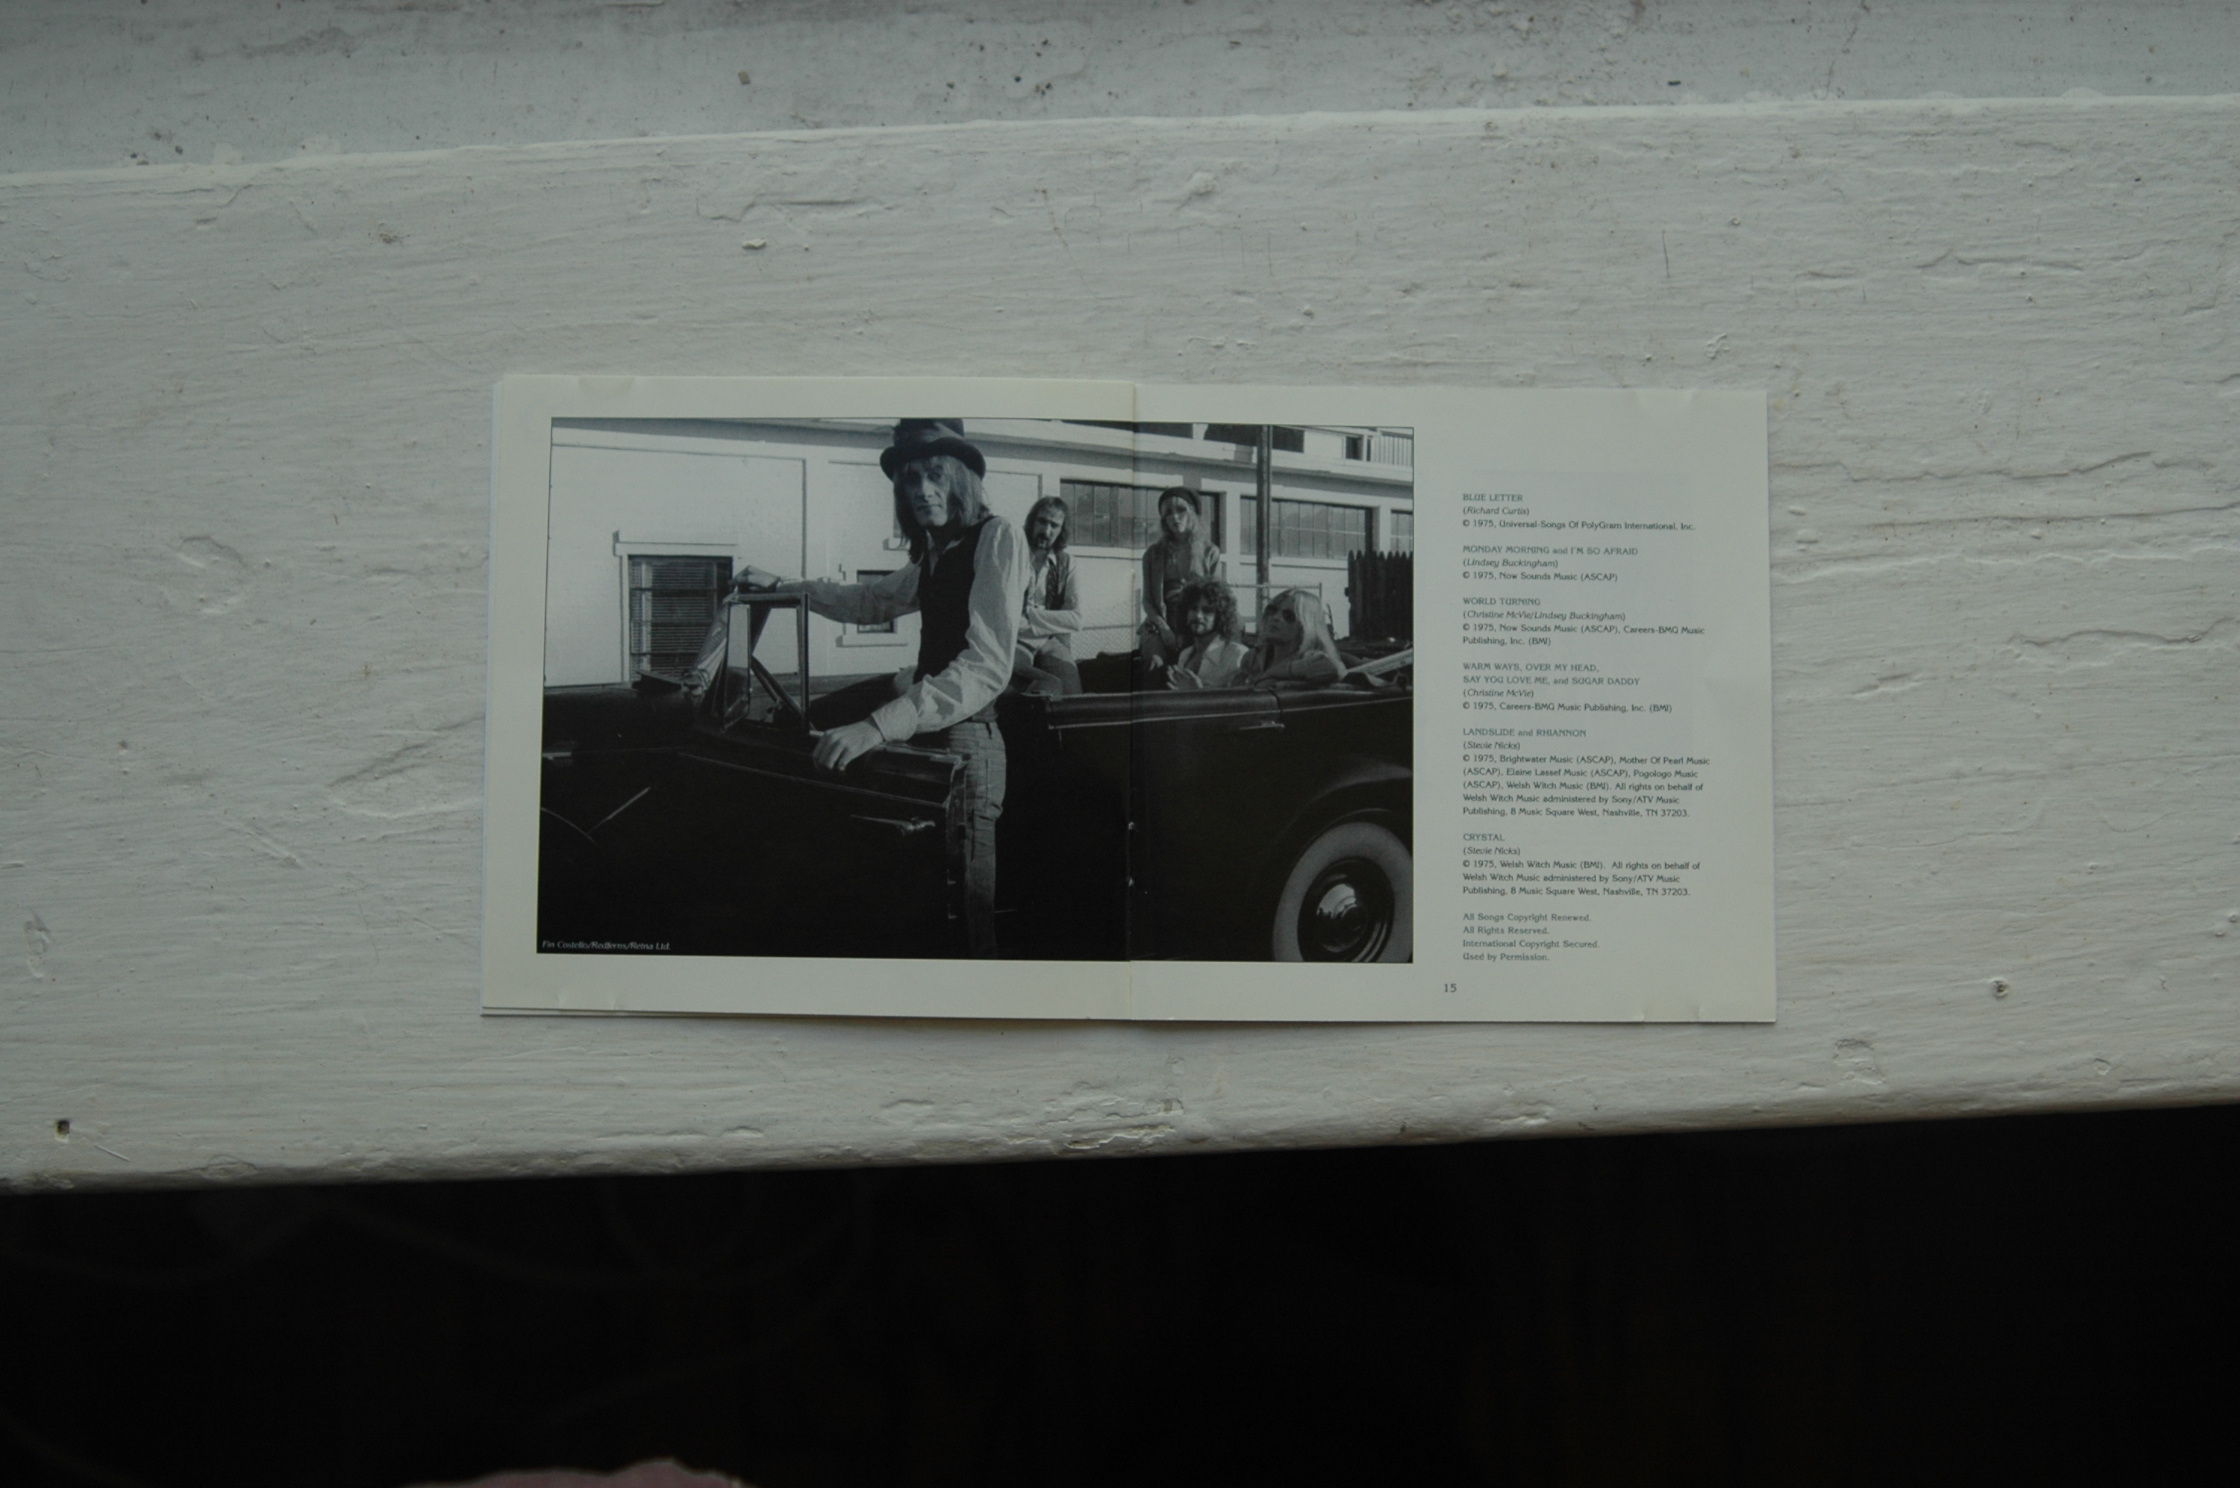 Fin Costello/Redferns/Retna Ltd.
BLUE LETTER
(Richard Curtis)
© 1975, Universal-Songs Of PolyGram International, Inc.
MONDAY MORNING and I'M SO AFRAID
(Lindsey Buckingham)
© 1975, Now Sounds Music (ASCAP)
WORLD TURNING
(Christine McVie/Lindsey Buckingham)
© 1975, Now Sounds Music (ASCAP), Careers-BMG Music
Publishing, Inc. (BMI)
WARM WAYS, OVER MY HEAD,
SAY YOU LOVE ME, and SUGAR DADDY
(Christine McVie)
© 1975, Careers-BMG Music Publishing, Inc. (BMI)
LANDSLIDE and RHIANNON
(Stevie Nicks)
© 1975, Brightwater Music (ASCAP), Mother Of Pearl Music
(ASCAP), Elaine Lassef Music (ASCAP), Pogologo Music
(ASCAP), Welsh Witch Music (BMI). All rights on behalf of
Welsh Witch Music administered by Sony/ATV Music
Publishing, 8 Music Square West, Nashville, TN 37203.
CRYSTAL
(Stevie Nicks)
© 1975, Welsh Witch Music (BMI). All rights on behalf of
Welsh Witch Music administered by Sony/ATV Music
Publishing, 8 Music Square West, Nashville, TN 37203.
All Songs Copyright Renewed.
All Rights Reserved.
International Copyright Secured.
Used by Permission.
15